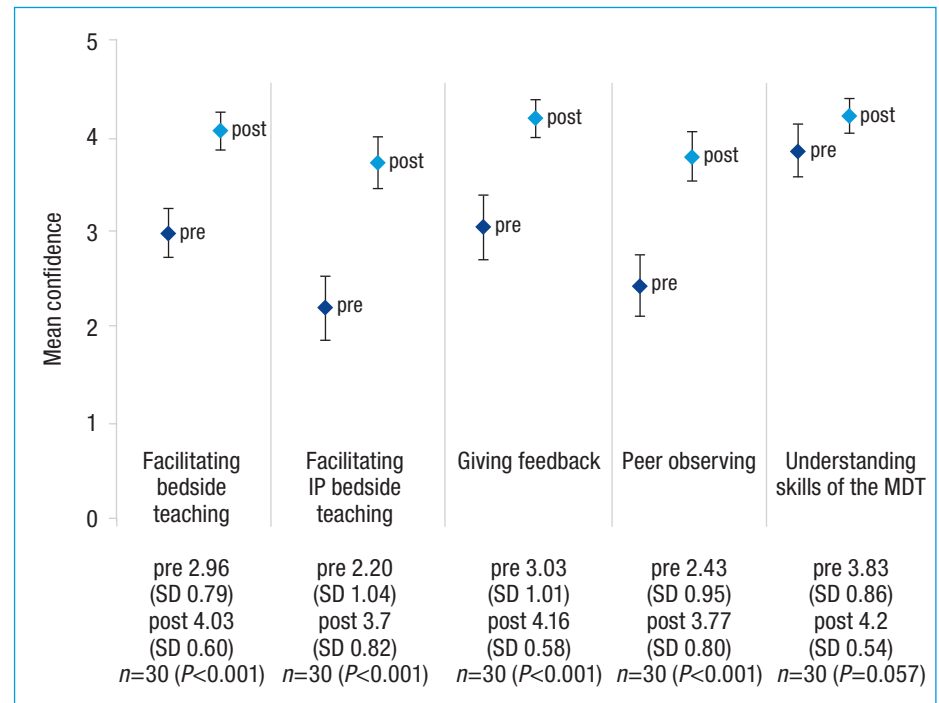 5
4
3
2
1
0
Mean confidence
pre
post
pre
post
pre
post
pre
post
pre
post
Facilitating
bedside
teaching
Facilitating
IP bedside
teaching
Giving feedback
Peer observing
Understanding
skills of the MDT
pre 2.96
(SD 0.79)
post 4.03
(SD 0.60)
n=30 (P<0.001)
pre 2.20
(SD 1.04)
post 3.7
(SD 0.82)
n=30 (P<0.001)
pre 3.03
(SD 1.01)
post 4.16
(SD 0.58)
n=30 (P<0.001)
pre 2.43
(SD 0.95)
post 3.77
(SD 0.80)
n=30 (P<0.001)
pre 3.83
(SD 0.86)
post 4.2
(SD 0.54)
n=30 (P=0.057)